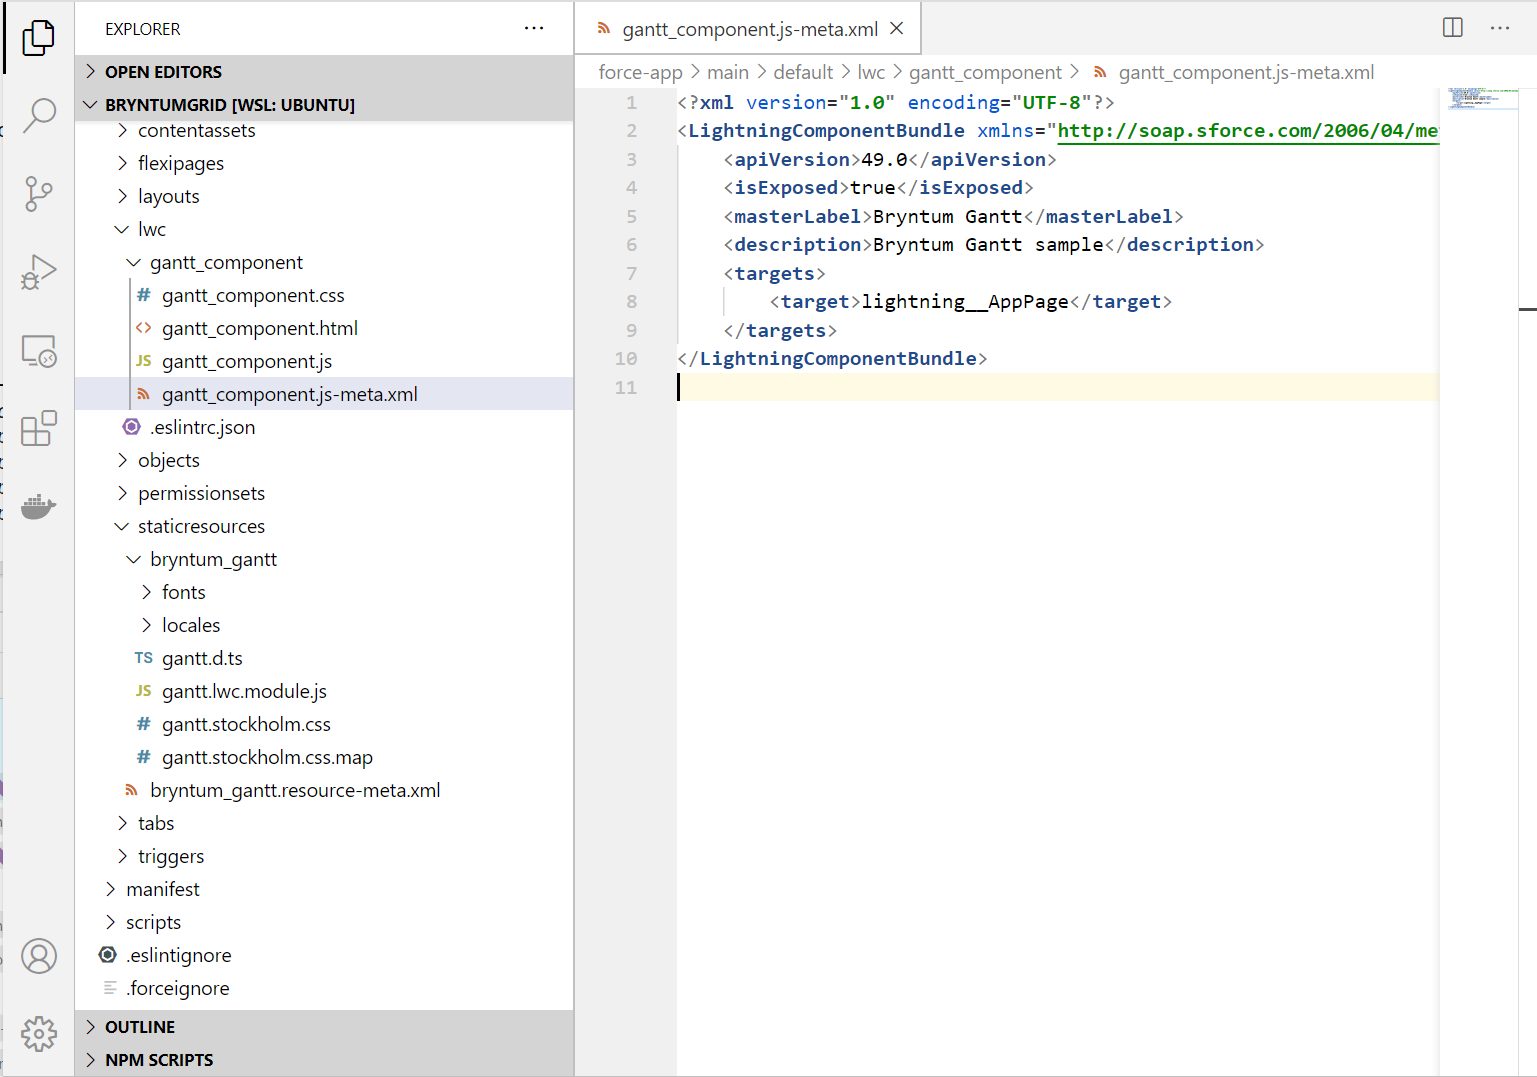 EXPLORER
OPEN EDITORS
BRYNTUMGRID [WSL: UBUNTU]
contentassets
flexipages
layouts
lwc
gantt_component
# gantt_component.css
<> gantt_component.html
JS gantt_component.js
gantt_component.js-meta.xml
.eslintrc.json
objects
permissionsets
staticresources
bryntum_gantt
fonts
locales
TS gantt.d.ts
JS gantt.lwc.module.js
# gantt.stockholm.css
# gantt.stockholm.css.map
bryntum_gantt.resource-meta.xml
tabs
triggers
manifest
scripts
.eslintignore
.forceignore
OUTLINE
NPM SCRIPTS
gantt_component.js-meta.xml
force-app > main > default > lwc > gantt_component > gantt_component.js-meta.xml
1 <?xml version="1.0" encoding="UTF-8"?>
2 <LightningComponentBundle xmlns="http://soap.sforce.com/2006/04/me
3 <apiVersion>49.0</apiVersion>
4 <isExposed>true</isExposed>
5 <masterLabel>Bryntum Gantt</masterLabel>
6 <description>Bryntum Gantt sample</description>
7 <targets>
8 <target>lightning__AppPage</target>
9 </targets>
10 </LightningComponentBundle>
11